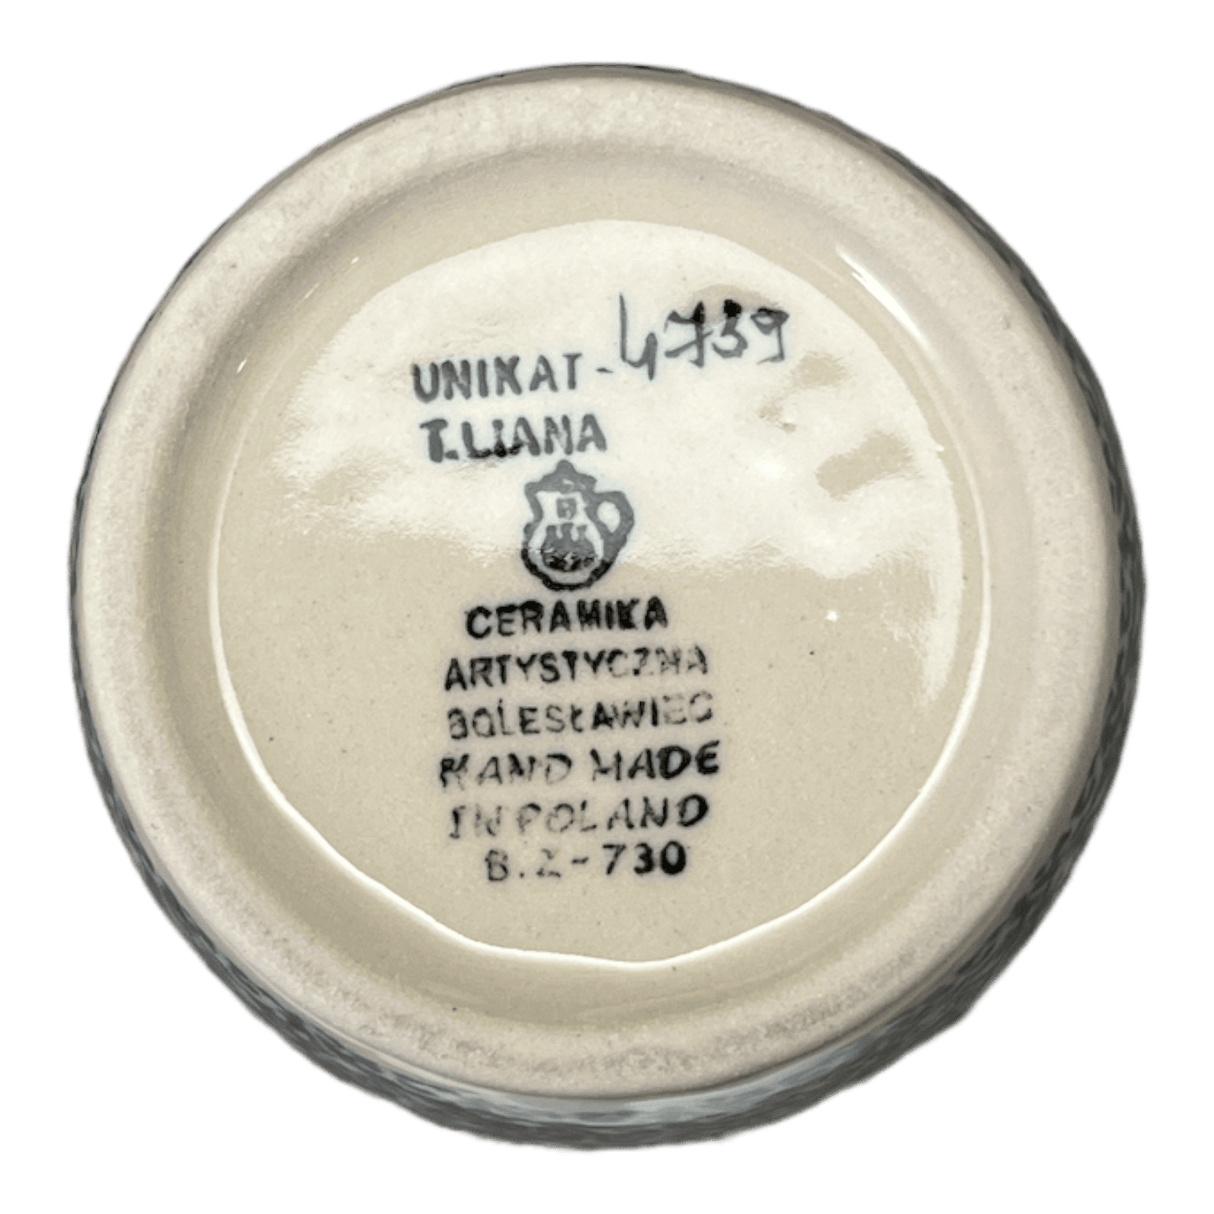 UNIKAT-4739
T.LIANA
B
CERAMIKA
ARTYSTYCZNA
BOLESŁAWIEC
HAND MADE
IN POLAND
B.Z-730